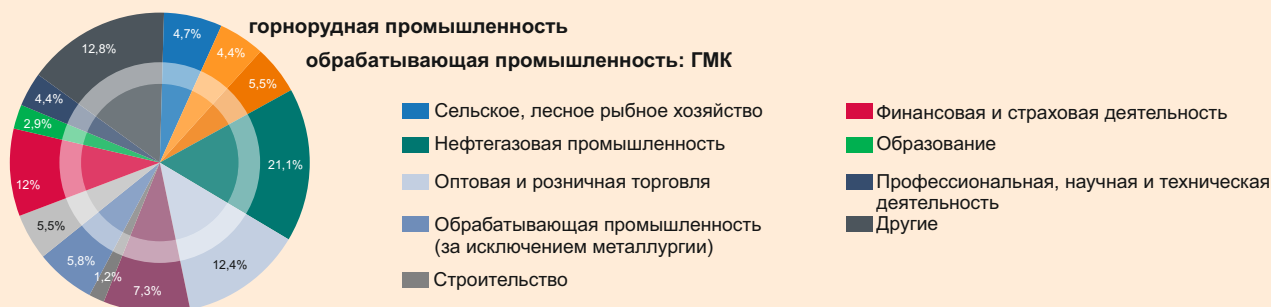 горнорудная промышленность
обрабатывающая промышленность: ГМК
12,8%
4,7%
4,4%
5,5%
4,4%
2,9%
21,1%
12%
5,5%
5,8%
1,2%
7,3%
12,4%
Сельское, лесное рыбное хозяйство
Нефтегазовая промышленность
Оптовая и розничная торговля
Обрабатывающая промышленность
(за исключением металлургии)
Строительство
Финансовая и страховая деятельность
Образование
Профессиональная, научная и техническая
деятельность
Другие